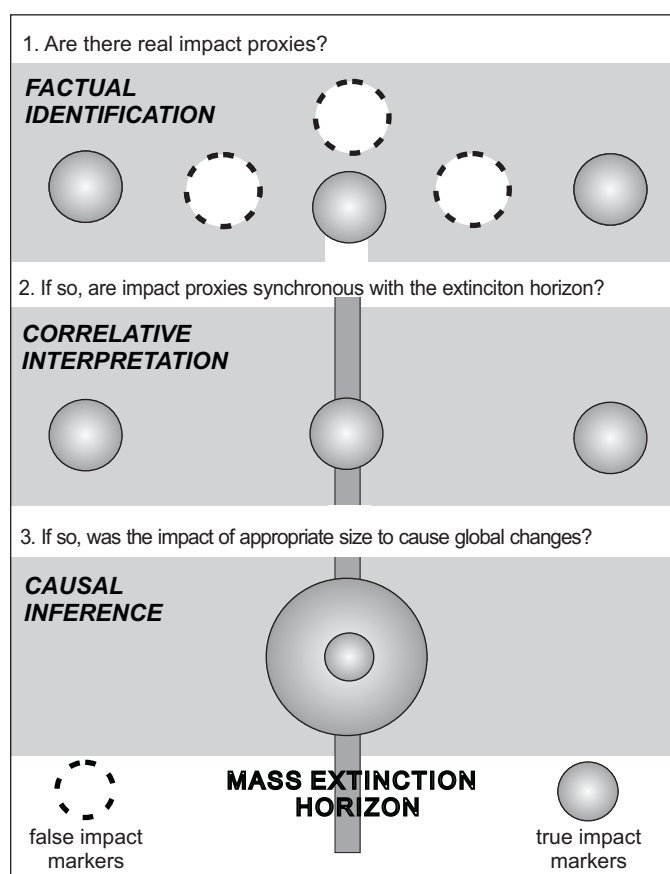 1. Are there real impact proxies?
FACTUAL
IDENTIFICATION
2. If so, are impact proxies synchronous with the extinciton horizon?
CORRELATIVE
INTERPRETATION
3. If so, was the impact of appropriate size to cause global changes?
CAUSAL
INFERENCE
MASS EXTINCTION
HORIZON
false impact
markers
true impact
markers